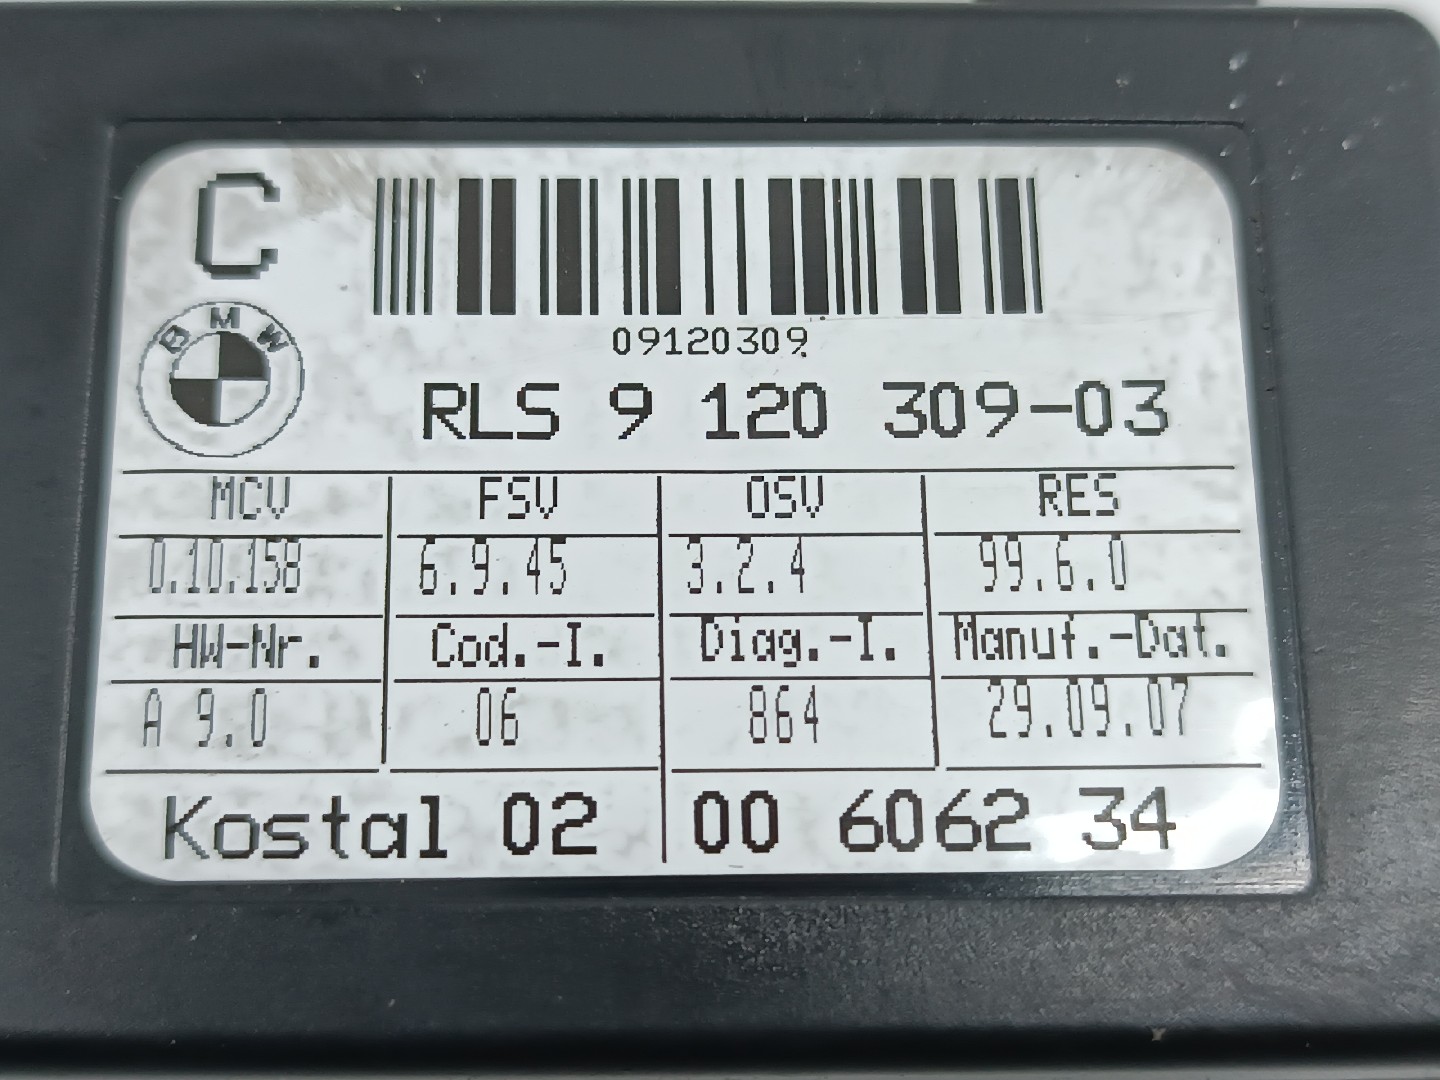 C
BMW
09120309
RLS 9 120 309-03
MCV FSV OSV RES
0.10.158 6.9.45 3.2.4 99.6.0
HW-Nr. Cod.-I. Diag.-I. Manuf.-Dat.
A 9.0 06 864 29.09.07
Kostal 02 00 6062 34